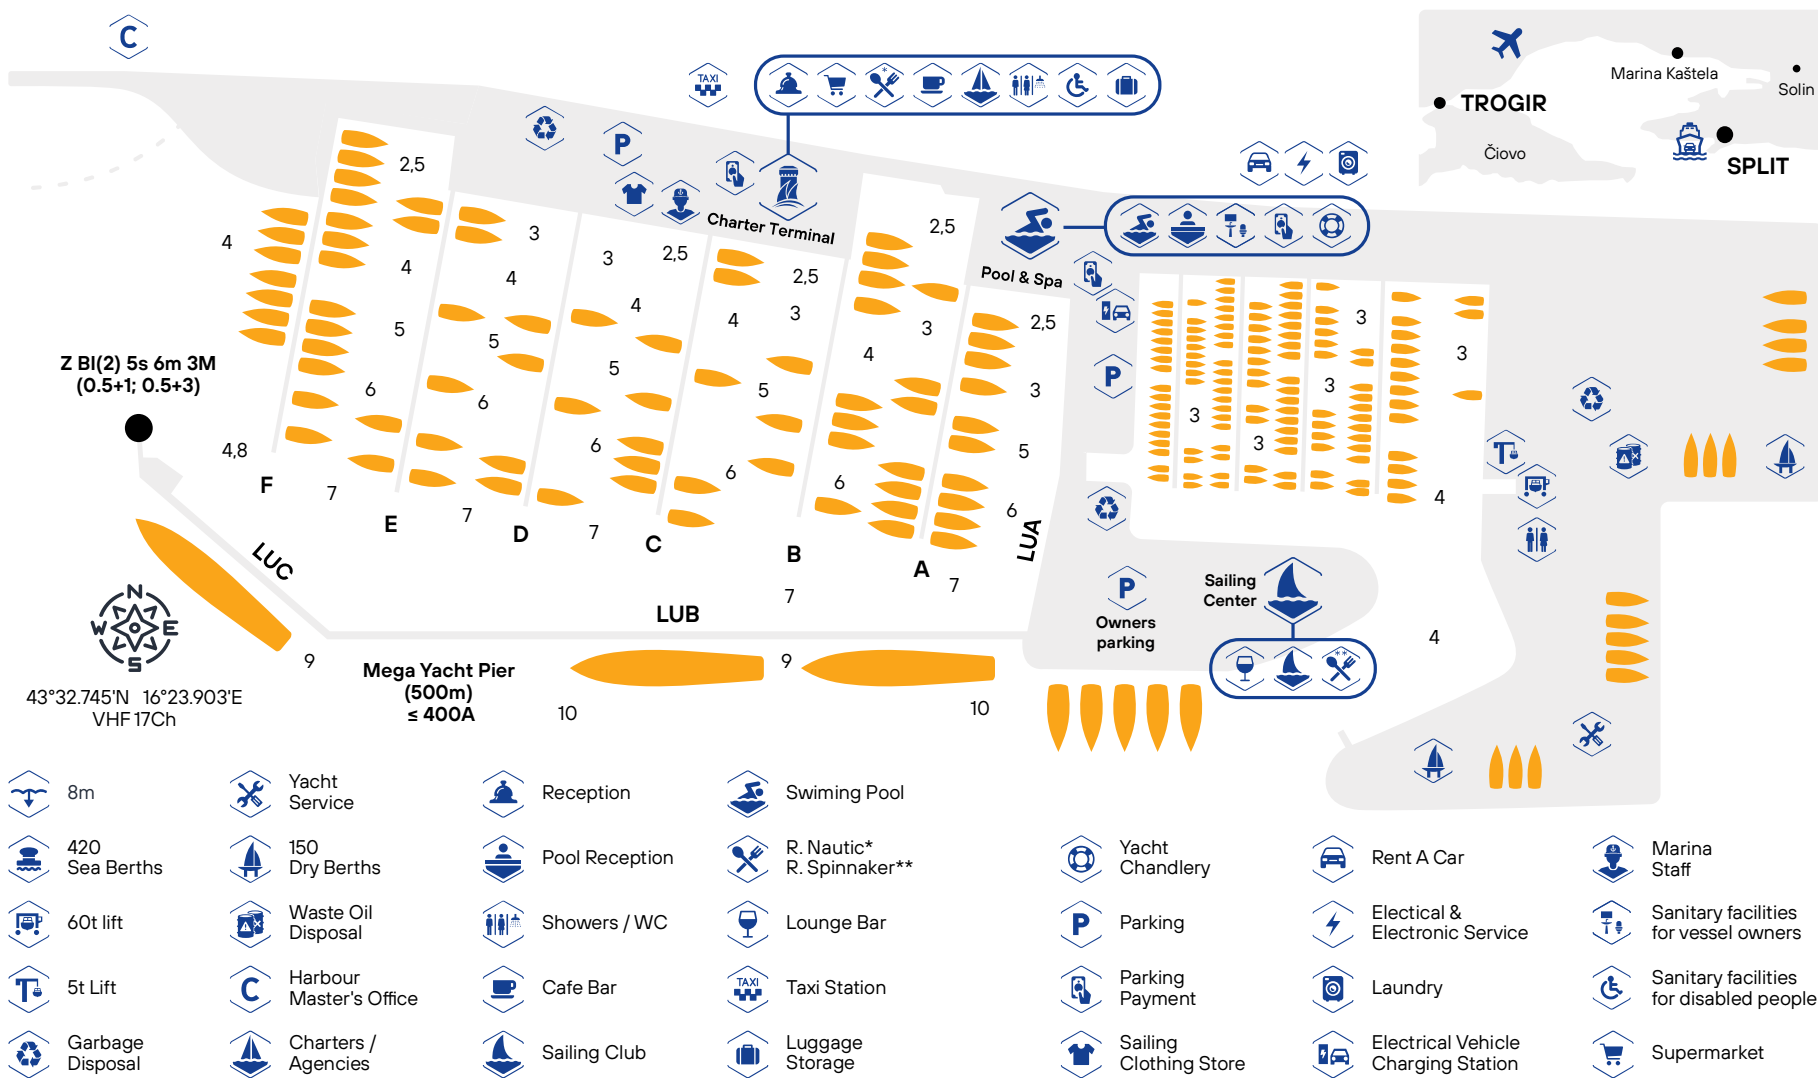 C
TAXI
*
P
Charter Terminal
Pool & Spa
Marina Kaštela
Solin
TROGIR
Čiovo
SPLIT
2,5
4
3
4
3
2,5
2,5
2,5
4
4
4
3
3
2,5
5
5
4
4
3
3
3
6
6
5
5
3
3
3
3
4,8
6
6
6
5
4
7
7
7
6
4
7
7
Z Bl(2) 5s 6m 3M
(0.5+1; 0.5+3)
F
E
D
C
B
A
LUA
LUC
LUB
P
P
Owners
parking
Sailing
Center
**
N
W E
S
43°32.745'N 16°23.903'E
VHF 17Ch
9
Mega Yacht Pier
(500m)
≤ 400A
10
9
10
8m
Yacht
Service
Reception
Swiming Pool
420
Sea Berths
150
Dry Berths
Pool Reception
R. Nautic*
R. Spinnaker**
Yacht
Chandlery
Rent A Car
Marina
Staff
60t lift
Waste Oil
Disposal
Showers / WC
Lounge Bar
P
Parking
Electical &
Electronic Service
Sanitary facilities
for vessel owners
5t Lift
C
Harbour
Master's Office
Cafe Bar
TAXI
Taxi Station
Parking
Payment
Laundry
Sanitary facilities
for disabled people
Garbage
Disposal
Charters /
Agencies
Sailing Club
Luggage
Storage
Sailing
Clothing Store
Electrical Vehicle
Charging Station
Supermarket